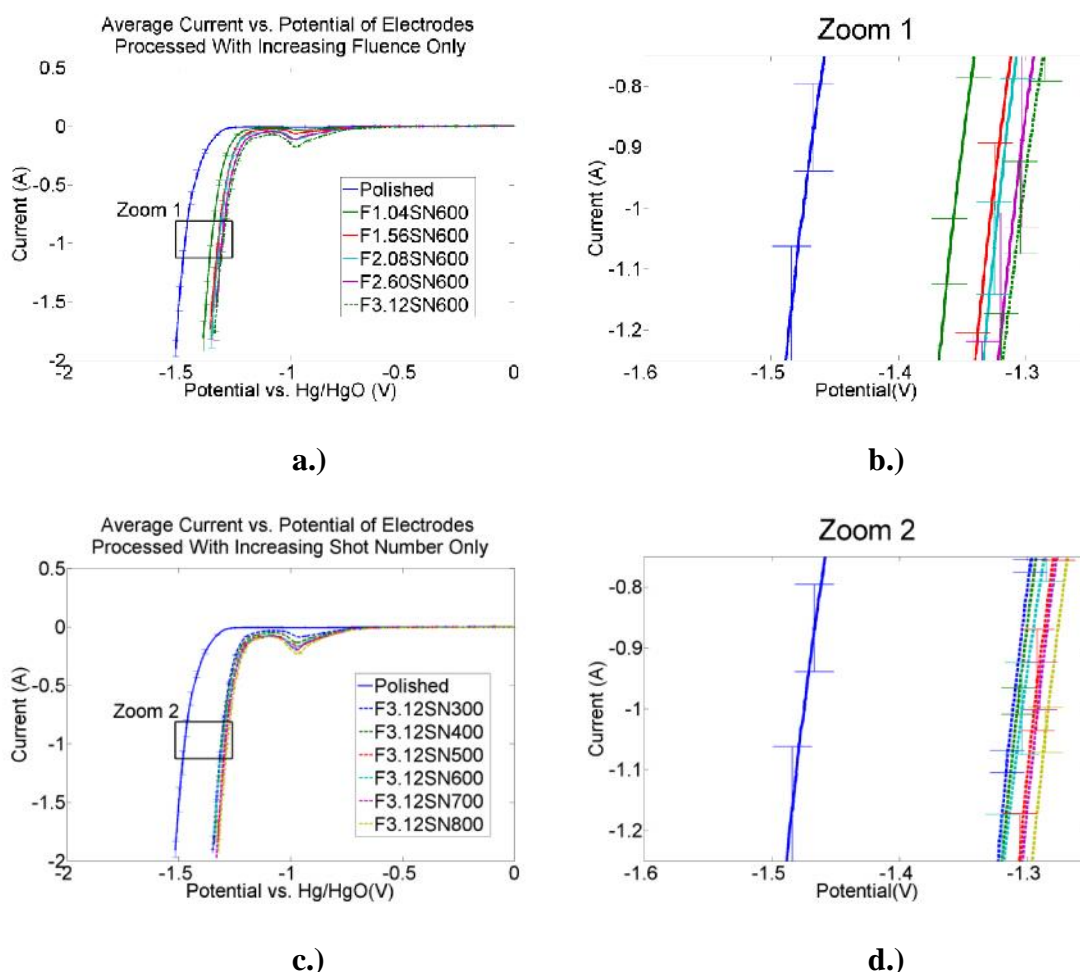 Average Current vs. Potential of Electrodes
Processed With Increasing Fluence Only
0.5
0
-0.5
-1
-1.5
-2
Current (A)
Zoom 1
Polished
F1.04SN600
F1.56SN600
F2.08SN600
F2.60SN600
F3.12SN600
-2
-1.5
-1
-0.5
0
Potential vs. Hg/HgO (V)
a.)
Zoom 1
-0.8
-0.9
-1
-1.1
-1.2
Current (A)
-1.6
-1.5
-1.4
-1.3
Potential(V)
b.)
Average Current vs. Potential of Electrodes
Processed With Increasing Shot Number Only
0.5
0
-0.5
-1
-1.5
-2
Current (A)
Zoom 2
Polished
F3.12SN300
F3.12SN400
F3.12SN500
F3.12SN600
F3.12SN700
F3.12SN800
-2
-1.5
-1
-0.5
0
Potential vs. Hg/HgO(V)
c.)
Zoom 2
-0.8
-0.9
-1
-1.1
-1.2
Current (A)
-1.6
-1.5
-1.4
-1.3
Potential(V)
d.)